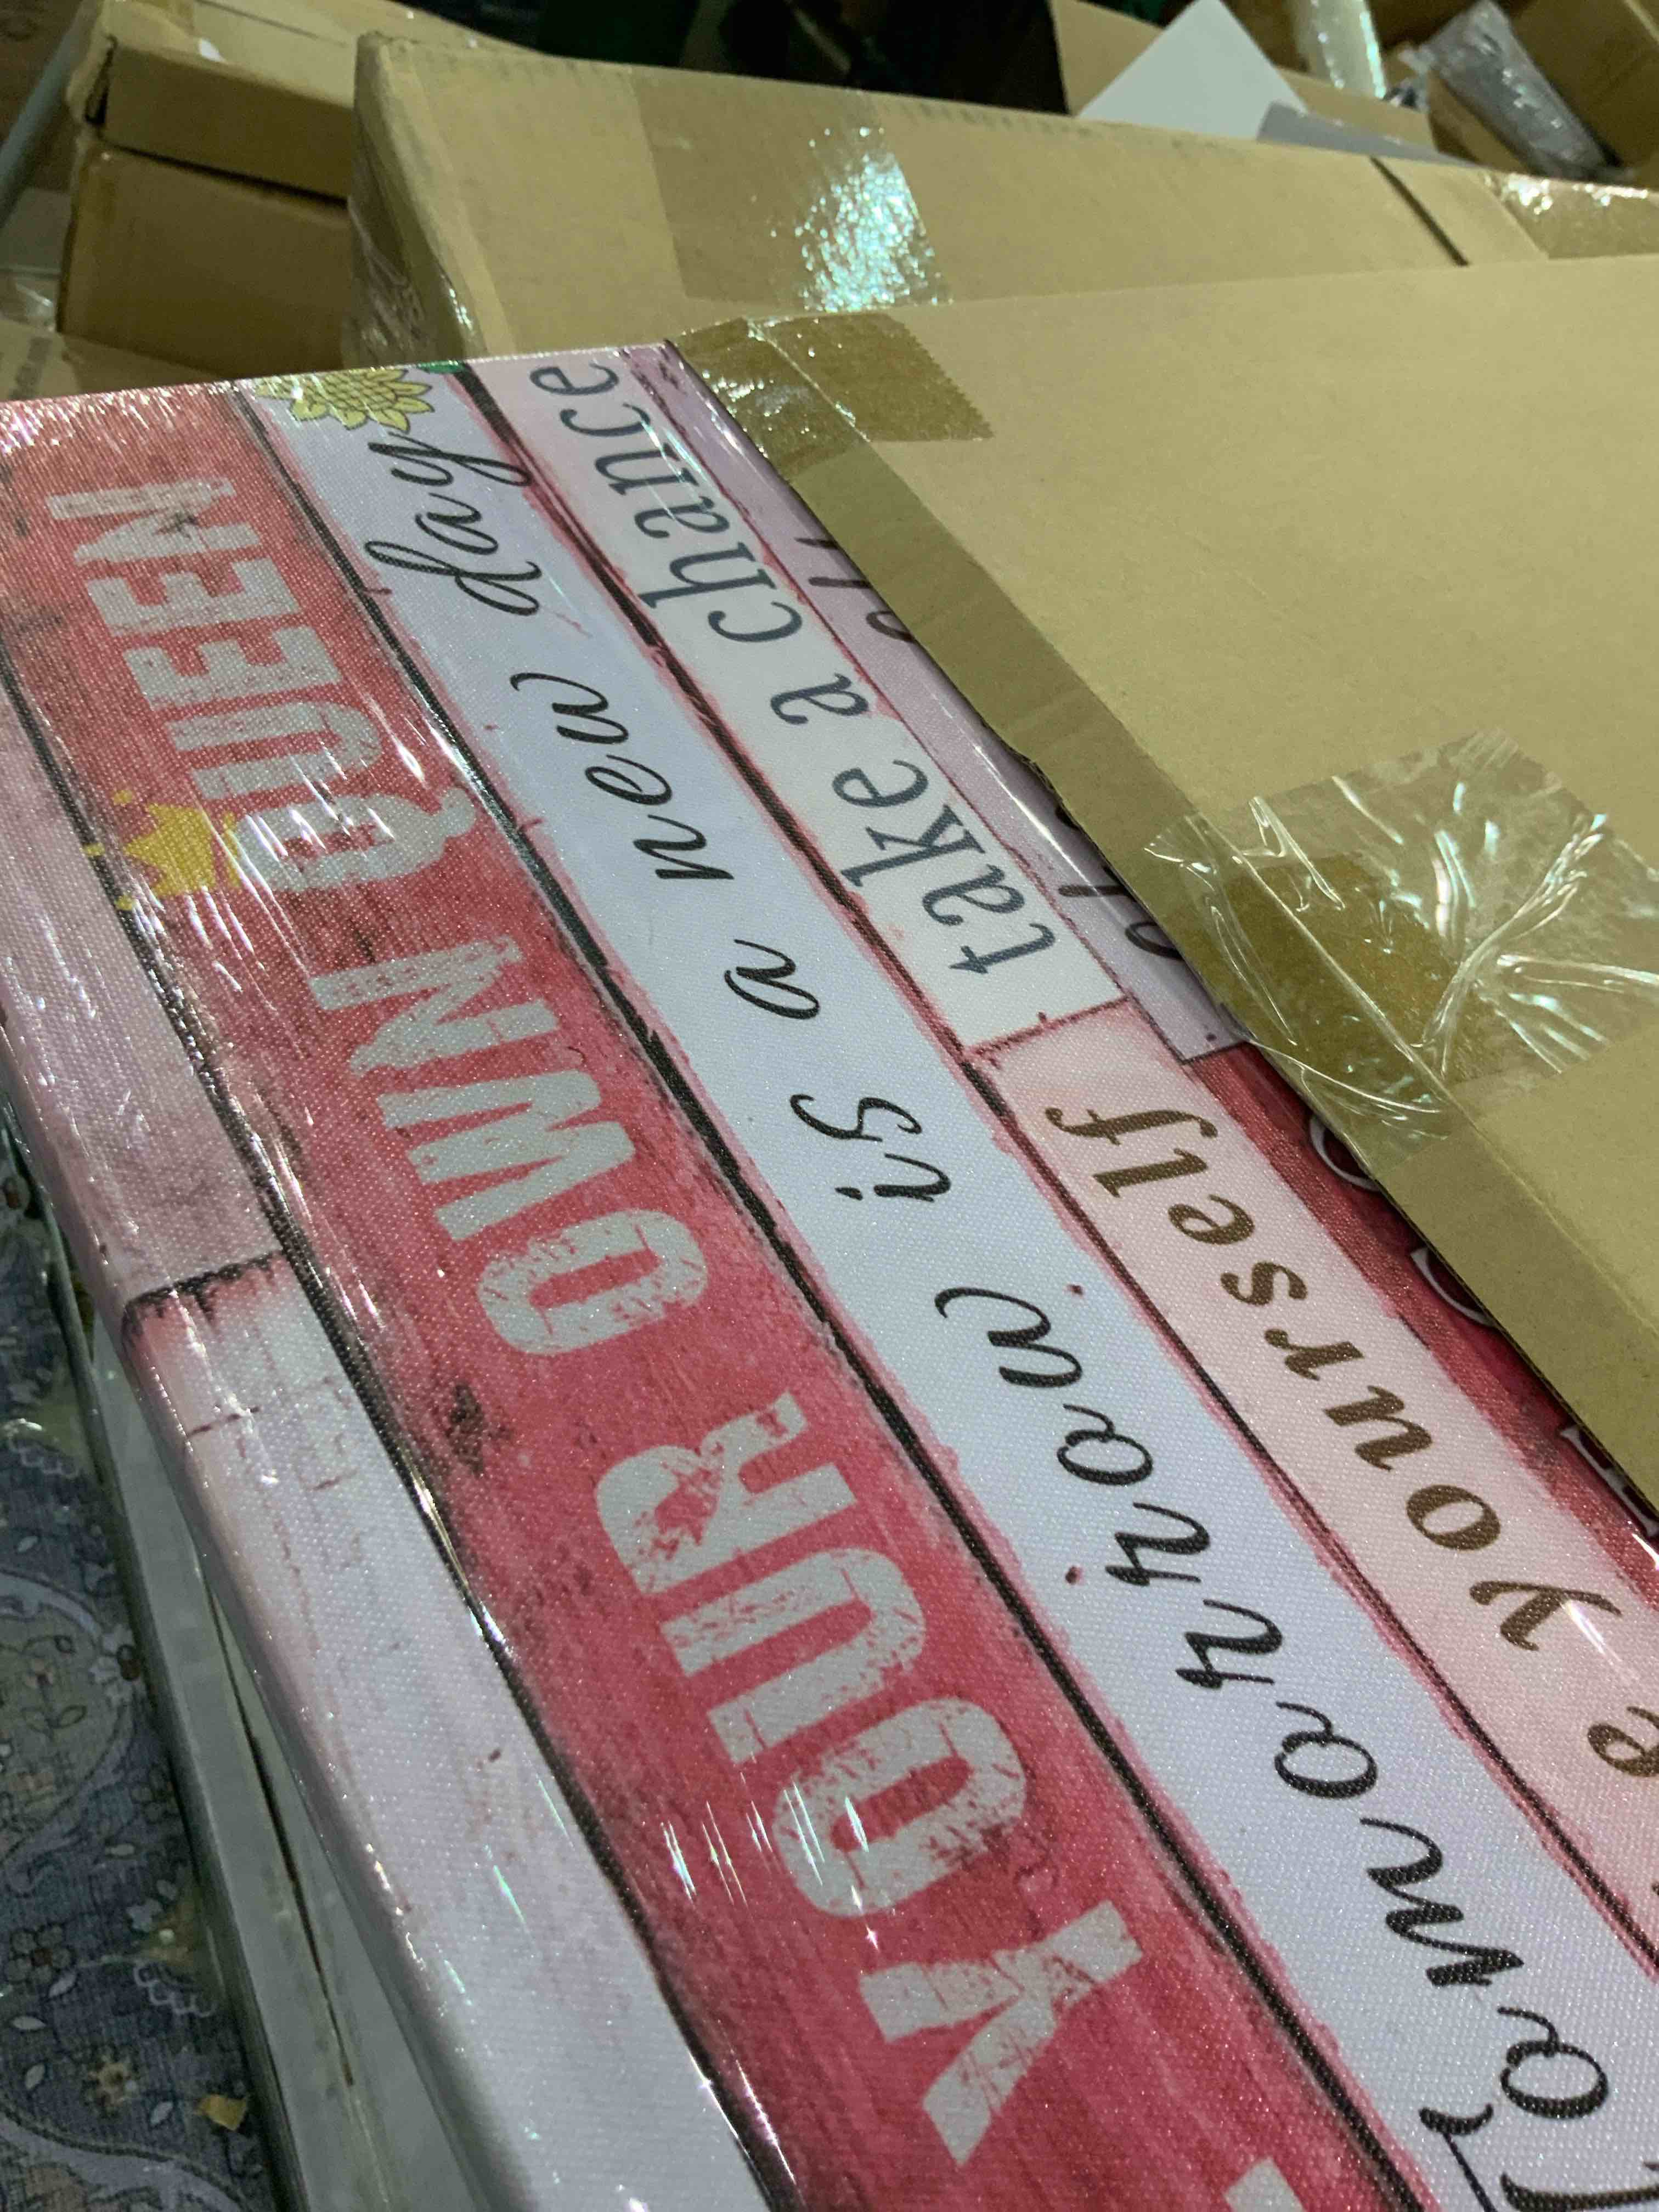 take a chance
Yourself
Tomorrow is a new day
YOUR OWN QUEEN